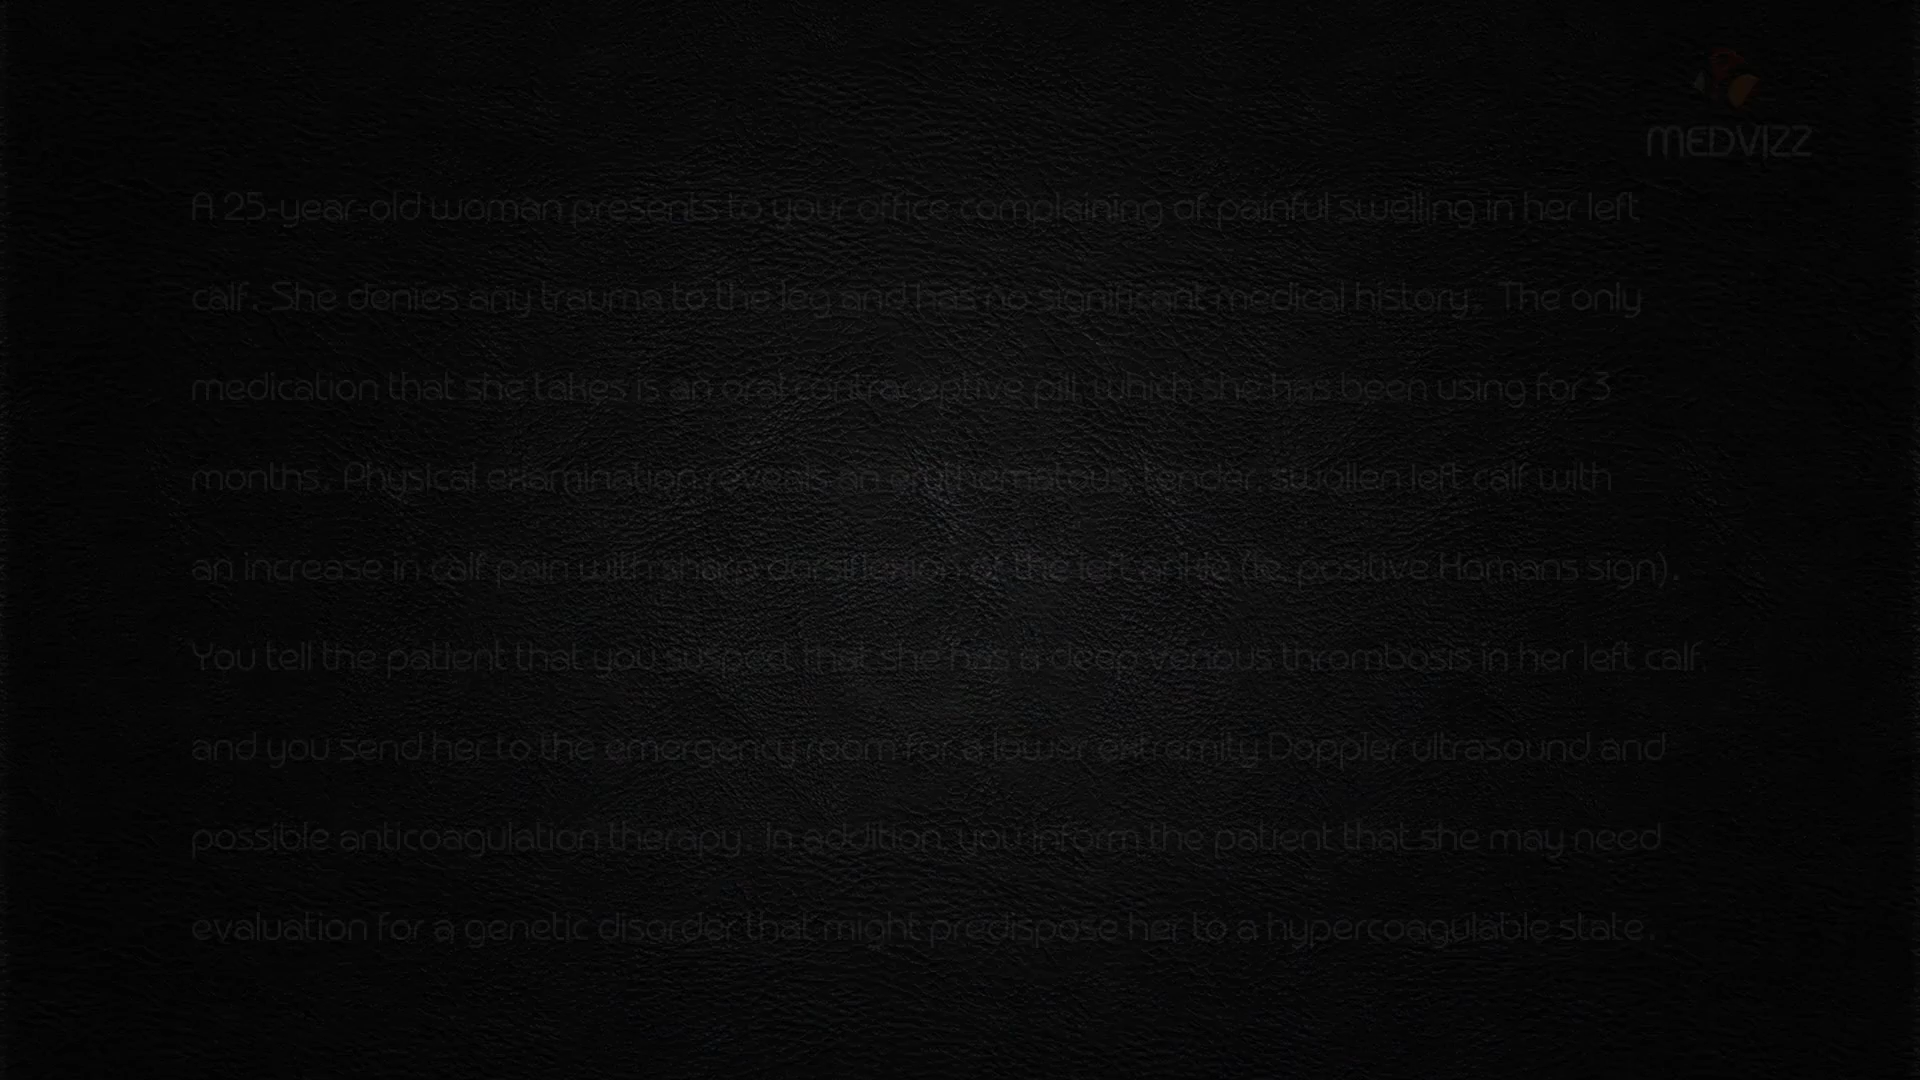 MEDVIZZ
A 25-year-old woman presents to your office complaining of painful swelling in her left
calf. She denies any trauma to the leg and has no significant medical history. The only
medication that she takes is an oral contraceptive pill, which she has been using for 3
months. Physical examination reveals an erythematous, tender, swollen left calf with
an increase in calf pain with sharp dorsiflexion of the left ankle (ie, positive Homans sign).
You tell the patient that you suspect that she has a deep venous thrombosis in her left calf,
and you send her to the emergency room for a lower extremity Doppler ultrasound and
possible anticoagulation therapy. In addition, you inform the patient that she may need
evaluation for a genetic disorder that might predispose her to a hypercoagulable state.